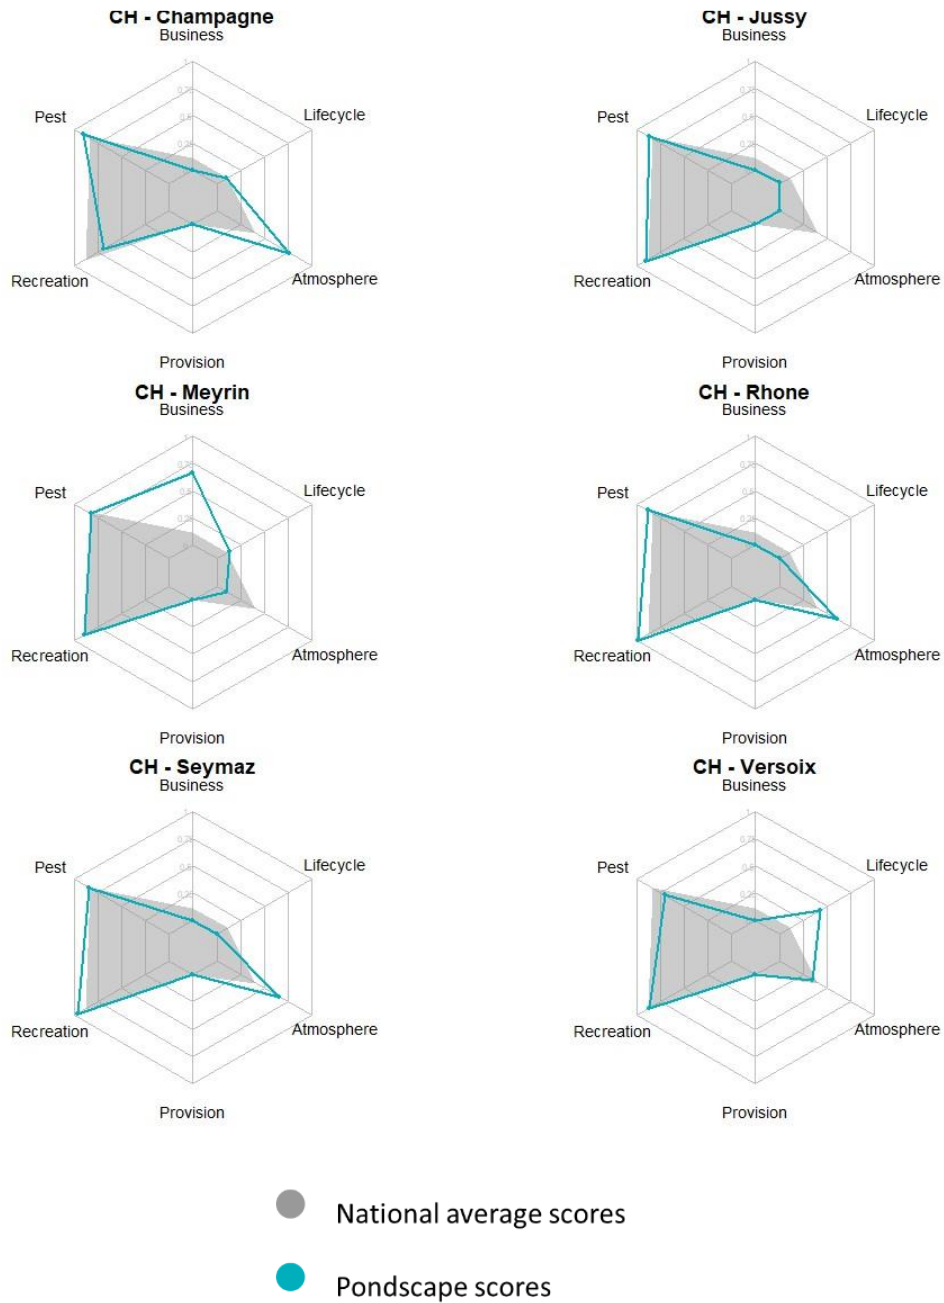 CH - Champagne
Business
Pest
Lifecycle
Recreation
Atmosphere
Provision
CH - Jussy
Business
Pest
Lifecycle
Recreation
Atmosphere
Provision
CH - Meyrin
Business
Pest
Lifecycle
Recreation
Atmosphere
Provision
CH - Rhone
Business
Pest
Lifecycle
Recreation
Atmosphere
Provision
CH - Seymaz
Business
Pest
Lifecycle
Recreation
Atmosphere
Provision
CH - Versoix
Business
Pest
Lifecycle
Recreation
Atmosphere
Provision
National average scores
Pondscape scores